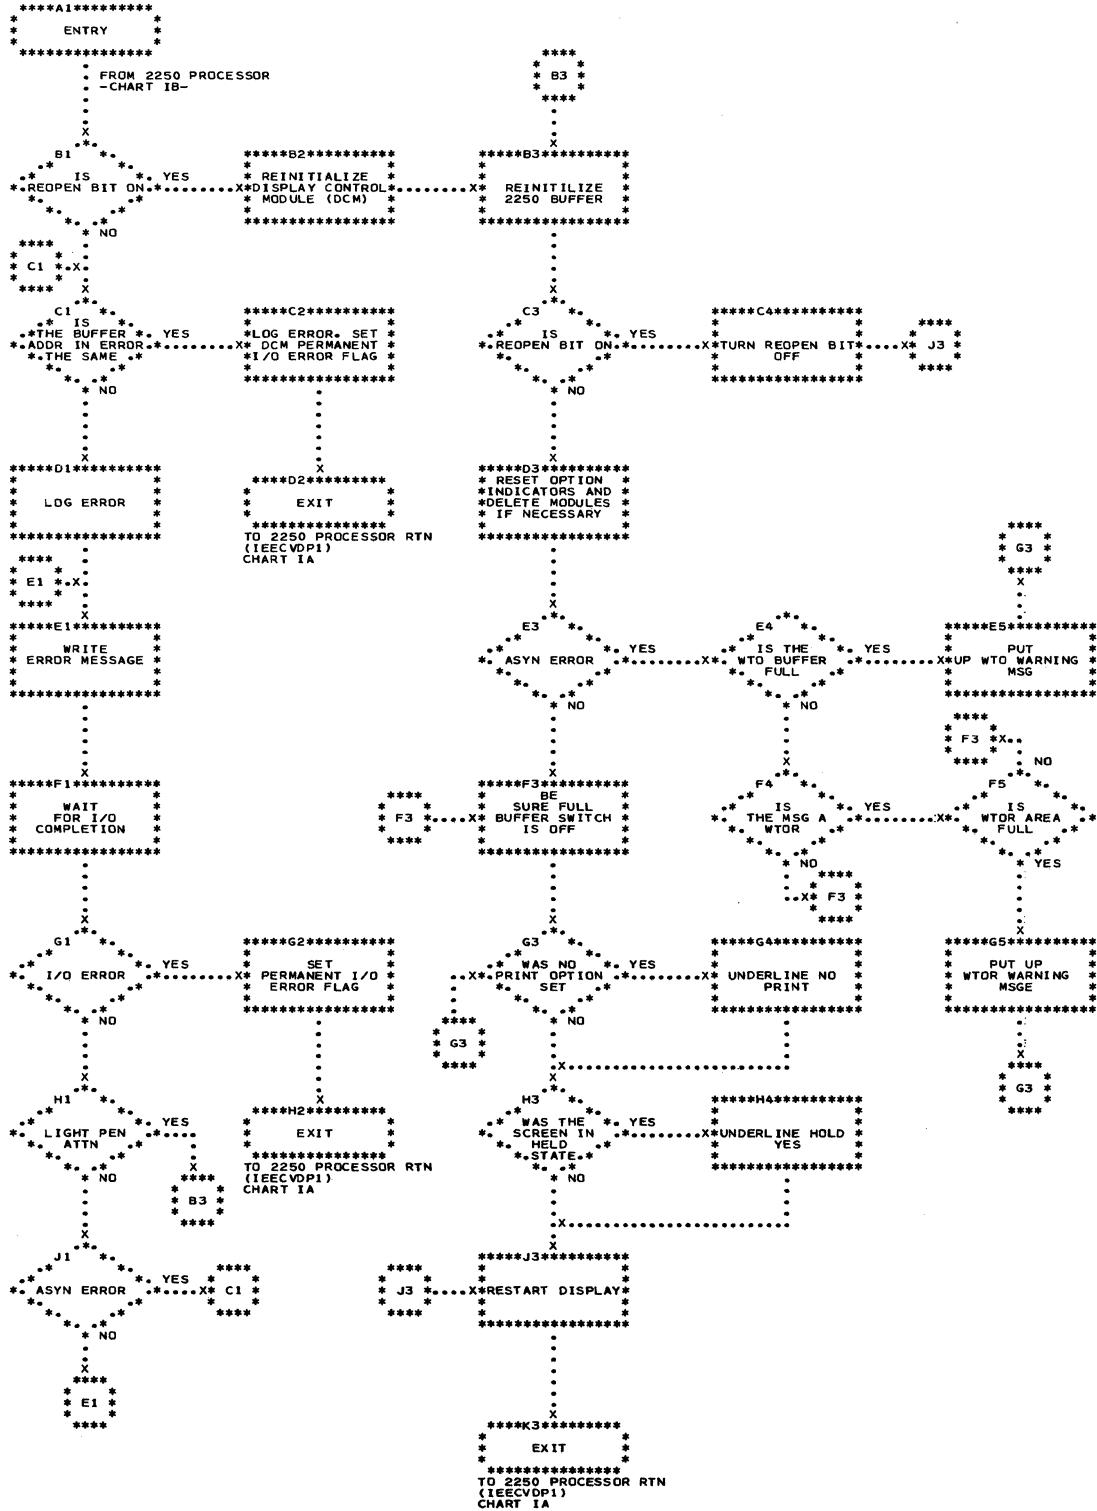 ****A1*********
ENTRY
FROM 2250 PROCESSOR
-CHART IB-
B3
B1
IS
REOPEN BIT ON
YES
NO
*****B2**********
REINITIALIZE
DISPLAY CONTROL
MODULE (DCM)
*****B3**********
REINITILIZE
2250 BUFFER
C1
C1
IS
THE BUFFER
ADDR IN ERROR
THE SAME
YES
NO
*****C2**********
LOG ERROR. SET
DCM PERMANENT
I/O ERROR FLAG
C3
IS
REOPEN BIT ON
YES
NO
*****C4**********
TURN REOPEN BIT
OFF
J3
*****D1**********
LOG ERROR
****D2*********
EXIT
TO 2250 PROCESSOR RTN
(IEECVDP1)
CHART IA
*****D3**********
RESET OPTION
INDICATORS AND
DELETE MODULES
IF NECESSARY
G3
E1
*****E1**********
WRITE
ERROR MESSAGE
E3
ASYN ERROR
YES
NO
E4
IS THE
WTO BUFFER
FULL
YES
NO
*****E5**********
PUT
UP WTO WARNING
MSG
F3
*****F1**********
WAIT
FOR I/O
COMPLETION
F3
*****F3**********
BE
SURE FULL
BUFFER SWITCH
IS OFF
F4
IS
THE MSG A
WTOR
YES
NO
F3
F5
IS
WTOR AREA
FULL
NO
YES
G1
I/O ERROR
YES
NO
*****G2**********
SET
PERMANENT I/O
ERROR FLAG
G3
WAS NO
PRINT OPTION
SET
YES
NO
G3
*****G4**********
UNDERLINE NO
PRINT
*****G5**********
PUT UP
WTOR WARNING
MSGE
G3
H1
LIGHT PEN
ATTN
YES
NO
B3
****H2*********
EXIT
TO 2250 PROCESSOR RTN
(IEECVDP1)
CHART IA
H3
WAS THE
SCREEN IN
HELD
STATE
YES
NO
*****H4**********
UNDERLINE HOLD
YES
J1
ASYN ERROR
YES
NO
C1
J3
*****J3**********
RESTART DISPLAY
E1
****K3*********
EXIT
TO 2250 PROCESSOR RTN
(IEECVDP1)
CHART IA